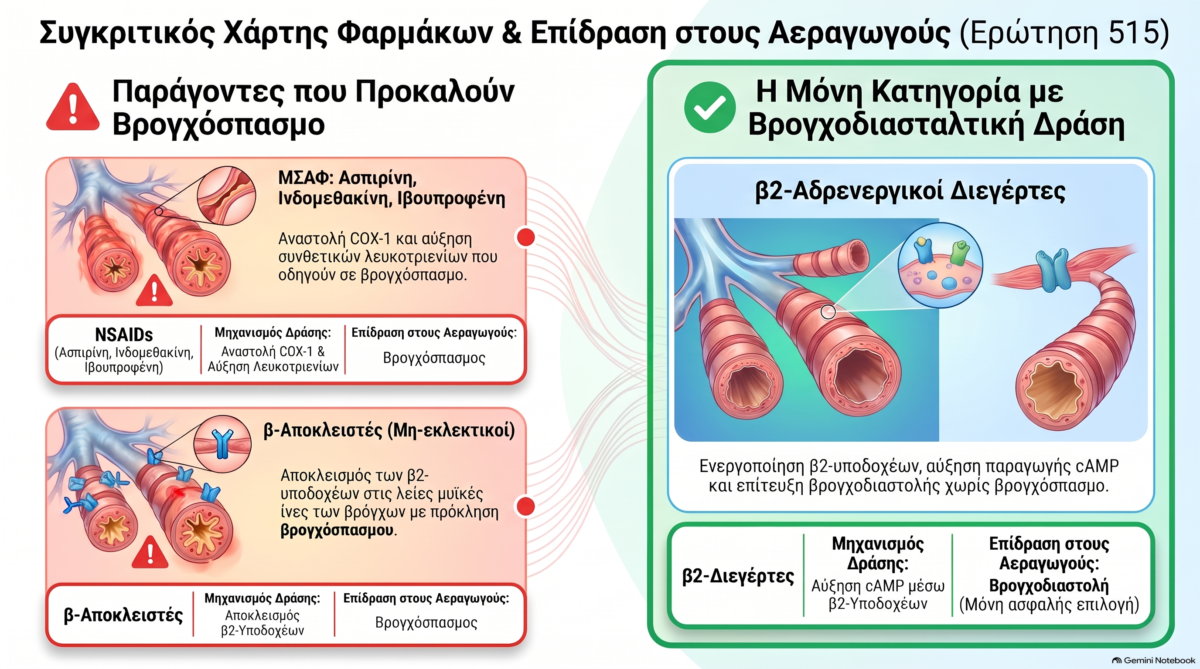 Συγκριτικός Χάρτης Φαρμάκων & Επίδραση στους Αεραγωγούς (Ερώτηση 515)
Παράγοντες που Προκαλούν
Βρογχόσπασμο
ΜΣΑΦ: Ασπιρίνη,
Ινδομεθακίνη, Ιβουπροφένη
Αναστολή COX-1 και αύξηση
συνθετικών λευκοτριενίων που
οδηγούν σε βρογχόσπασμο.
NSAIDs
(Ασπιρίνη, Ινδομεθακίνη,
Ιβουπροφένη)
Μηχανισμός Δράσης:
Αναστολή COX-1 &
Αύξηση Λευκοτριενίων
Επίδραση στους Αεραγωγούς:
Βρογχόσπασμος
β-Αποκλειστές (Μη-εκλεκτικοί)
Αποκλεισμός των β2-
υποδοχέων στις λείες μυϊκές
ίνες των βρόγχων με πρόκληση
βρογχόσπασμου.
β-Αποκλειστές
Μηχανισμός Δράσης:
Αποκλεισμός
β2-Υποδοχέων
Επίδραση στους Αεραγωγούς:
Βρογχόσπασμος
Η Μόνη Κατηγορία με
Βρογχοδιασταλτική Δράση
β2-Αδρενεργικοί Διεγέρτες
Ενεργοποίηση β2-υποδοχέων, αύξηση παραγωγής cAMP
και επίτευξη βρογχοδιαστολής χωρίς βρογχόσπασμο.
β2-Διεγέρτες
Μηχανισμός
Δράσης:
Αύξηση cAMP μέσω
β2-Υποδοχέων
Επίδραση στους
Αεραγωγούς:
Βρογχοδιαστολή
(Μόνη ασφαλής επιλογή)
Gemini Notebook